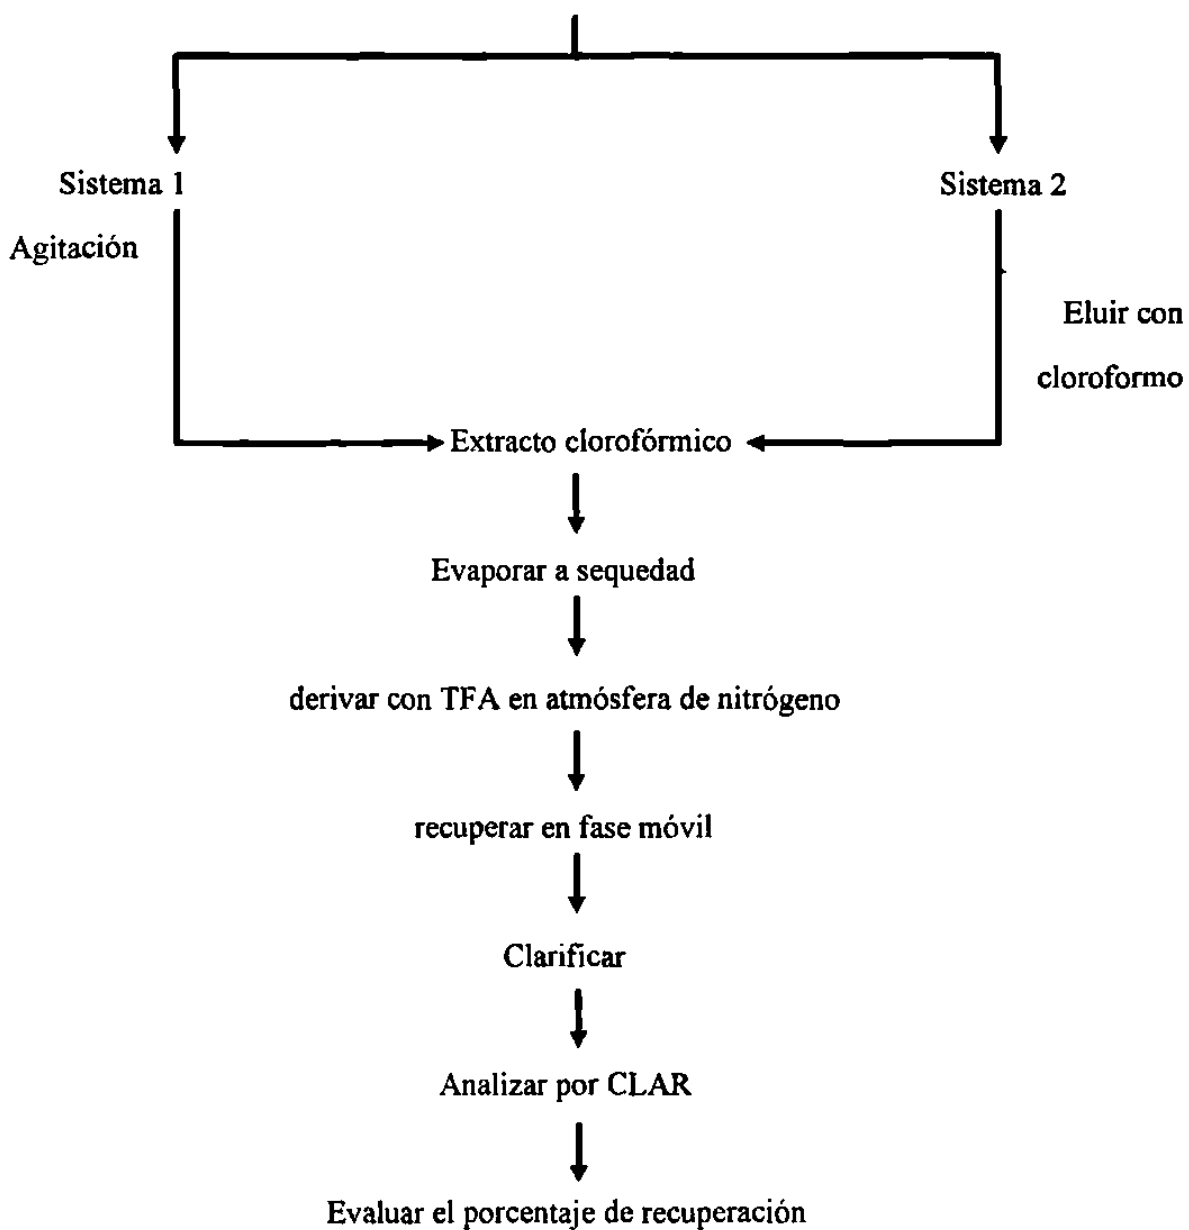 Sistema 1
Sistema 2
Agitación
Eluir con
cloroformo
Extracto clorofórmico
Evaporar a sequedad
derivar con TFA en atmósfera de nitrógeno
recuperar en fase móvil
Clarificar
Analizar por CLAR
Evaluar el porcentaje de recuperación